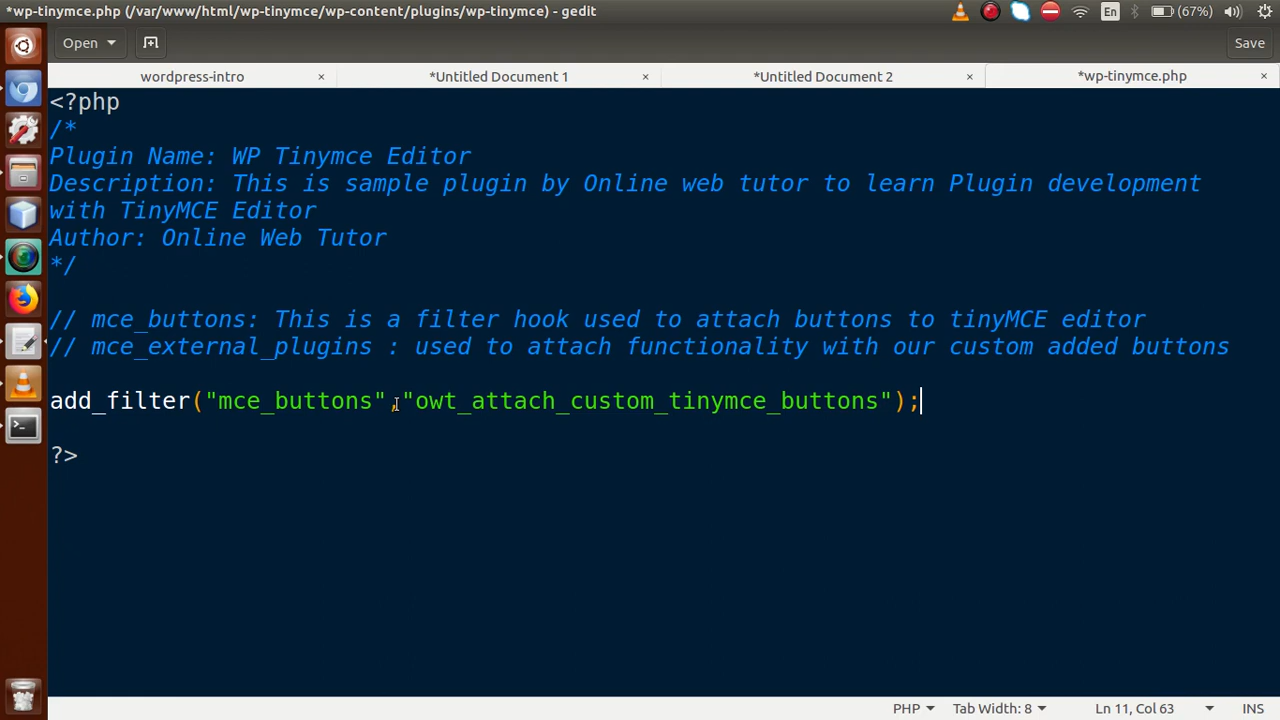 *wp-tinymce.php (/var/www/html/wp-tinymce/wp-content/plugins/wp-tinymce) - gedit
En
(67%)
Open
Save
wordpress-intro ×
*Untitled Document 1 ×
*Untitled Document 2 ×
*wp-tinymce.php ×
<?php
/*
Plugin Name: WP Tinymce Editor
Description: This is sample plugin by Online web tutor to learn Plugin development
with TinyMCE Editor
Author: Online Web Tutor
*/
// mce_buttons: This is a filter hook used to attach buttons to tinyMCE editor
// mce_external_plugins : used to attach functionality with our custom added buttons
add_filter("mce_buttons","owt_attach_custom_tinymce_buttons");
?>
PHP
Tab Width: 8
Ln 11, Col 63
INS